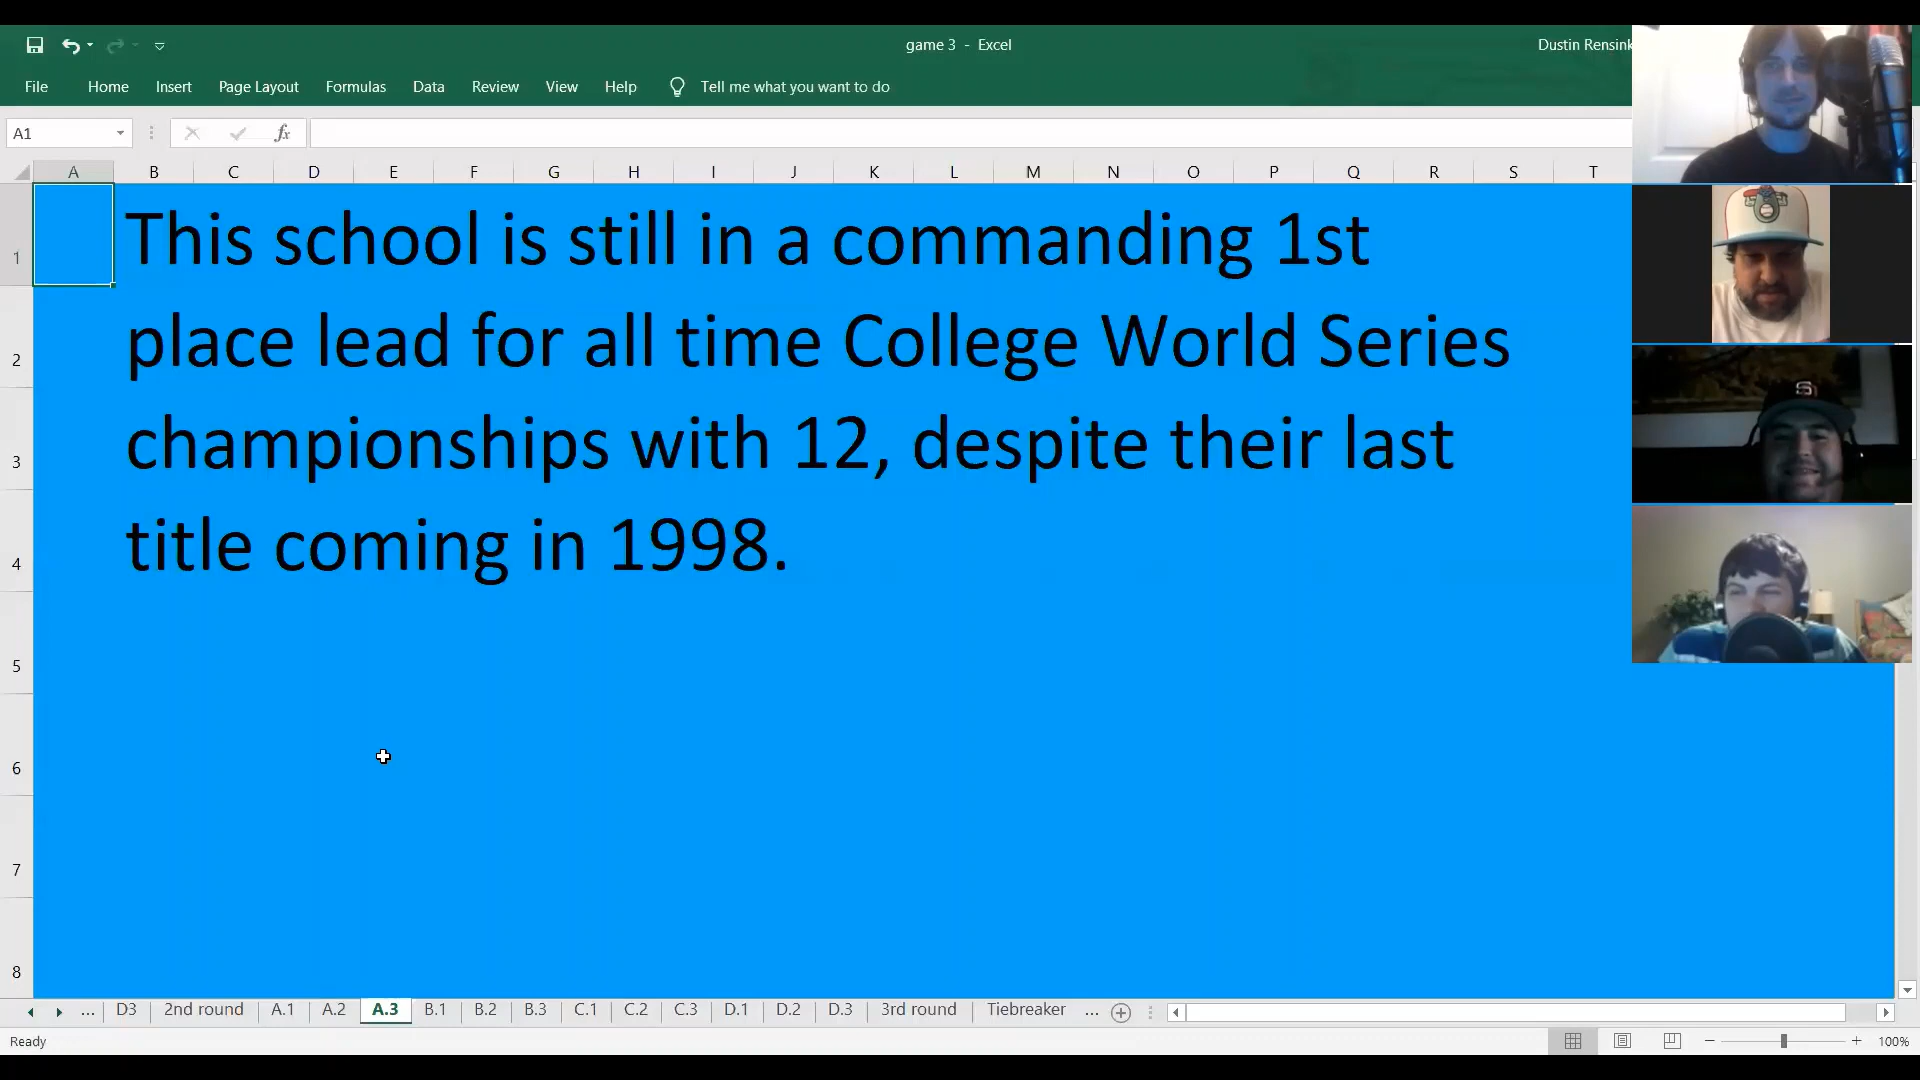 game 3 - Excel
Dustin Rensink
File Home Insert Page Layout Formulas Data Review View Help Tell me what you want to do
A1
fx
A B C D E F G H I J K L M N O P Q R S T
1
This school is still in a commanding 1st
2
place lead for all time College World Series
3
championships with 12, despite their last
4
title coming in 1998.
5
6
7
8
... D3 2nd round A.1 A.2 A.3 B.1 B.2 B.3 C.1 C.2 C.3 D.1 D.2 D.3 3rd round Tiebreaker ...
Ready
100%